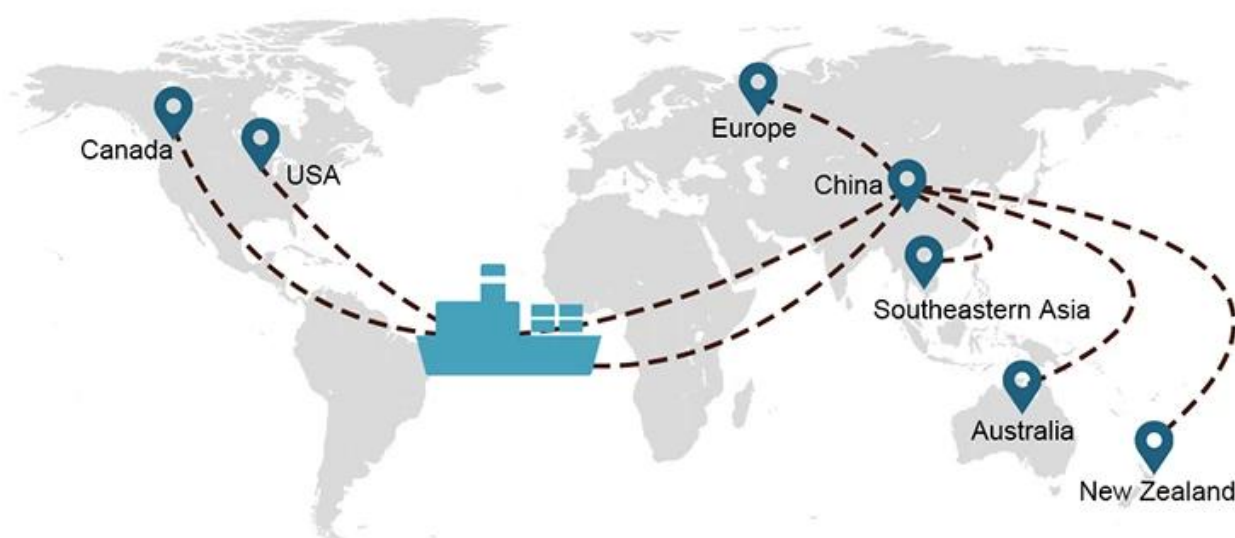 Canada
USA
Europe
China
Southeastern Asia
Australia
New Zealand